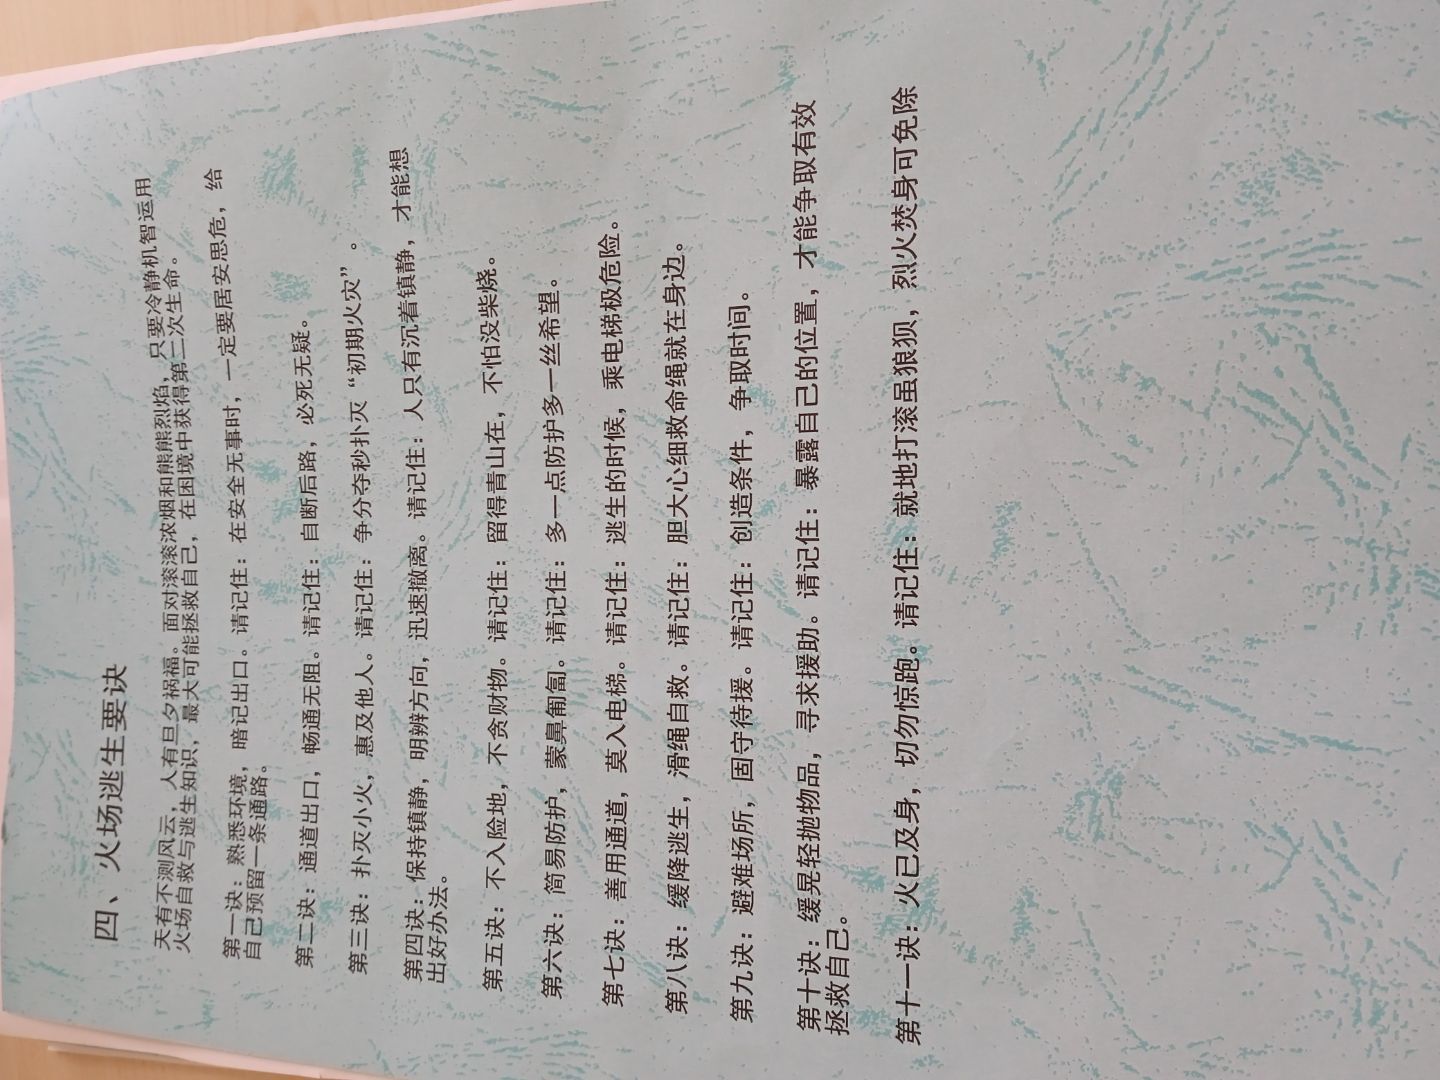 四、火场逃生要诀
天有不测风云，人有旦夕祸福。面对滚滚浓烟和熊熊烈焰，只要冷静机智运用
火场自救与逃生知识，最大可能拯救自己，在困境中获得第二次生命。
第一诀：熟悉环境，暗记出口。请记住：在安全无事时，一定要居安思危，给
自己预留一条通路。
第二诀：通道出口，畅通无阻。请记住：自断后路，必死无疑。
第三诀：扑灭小火，惠及他人。请记住：争分夺秒扑灭“初期火灾”。
第四诀：保持镇静，明辨方向，迅速撤离。请记住：人只有沉着镇静，才能想
出好办法。
第五诀：不入险地，不贪财物。请记住：留得青山在，不怕没柴烧。
第六诀：简易防护，蒙鼻匍匐。请记住：多一点防护多一丝希望。
第七诀：善用通道，莫入电梯。请记住：逃生的时候，乘电梯极危险。
第八诀：缓降逃生，滑绳自救。请记住：胆大心细救命绳就在身边。
第九诀：避难场所，固守待援。请记住：创造条件，争取时间。
第十诀：缓晃轻抛物品，寻求援助。请记住：暴露自己的位置，才能争取有效
拯救自己。
第十一诀：火已及身，切勿惊跑。请记住：就地打滚虽狼狈，烈火焚身可免除